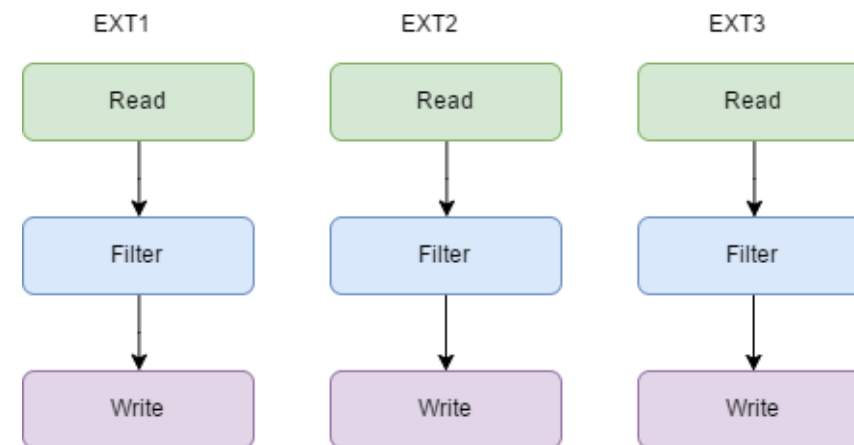 EXT1 EXT2 EXT3
Read Read Read
Filter Filter Filter
Write Write Write